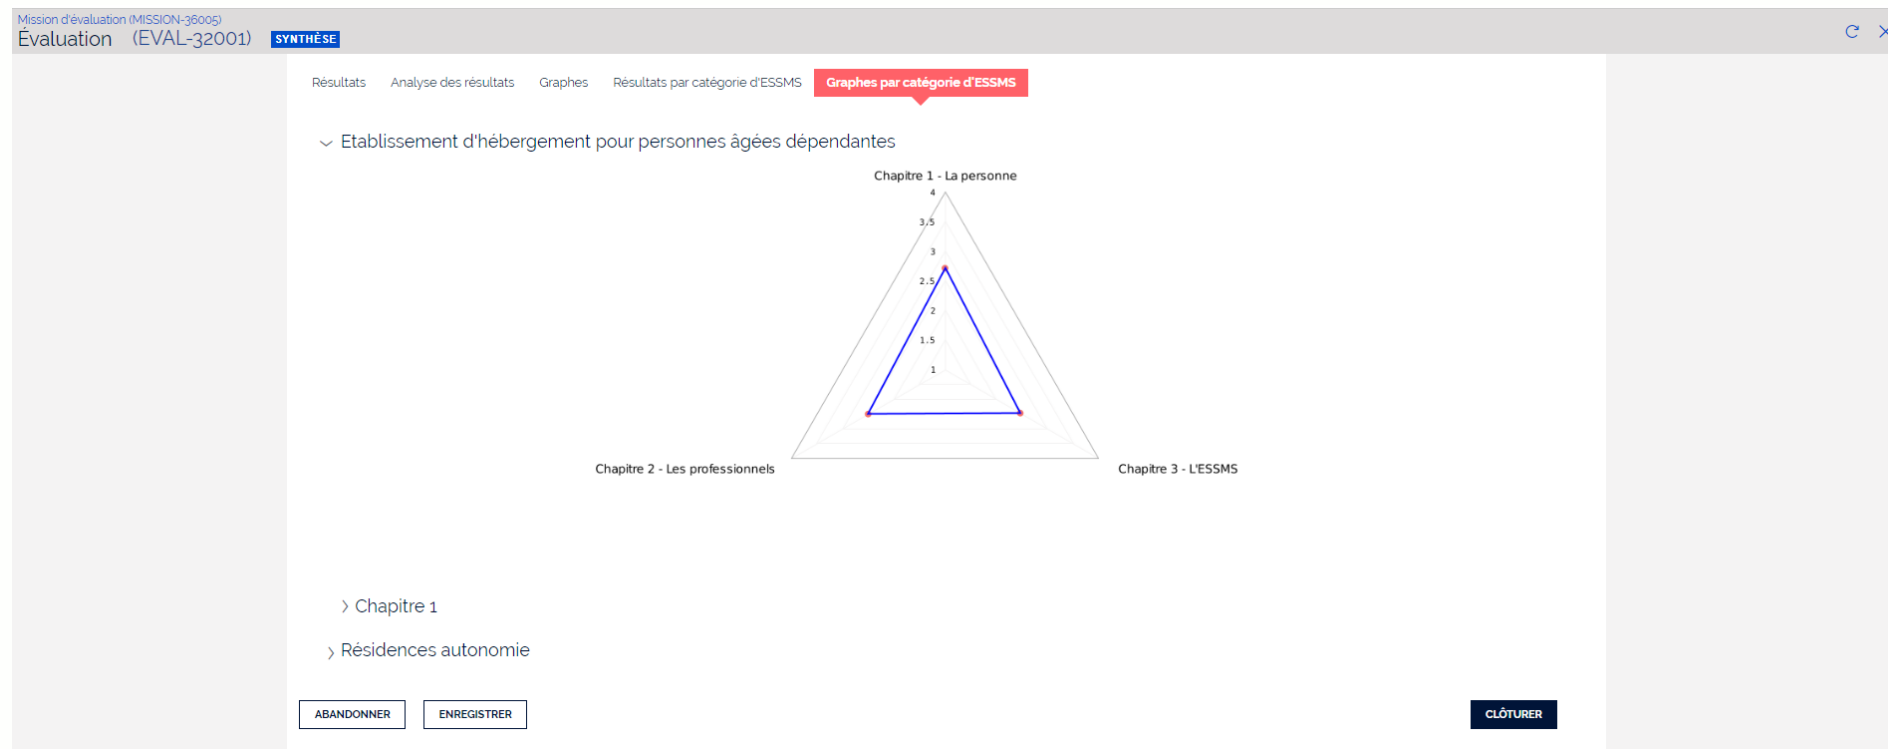 Mission d'évaluation (MISSION-36005)
Évaluation (EVAL-32001) SYNTHÈSE
Résultats Analyse des résultats Graphes Résultats par catégorie d'ESSMS Graphes par catégorie d'ESSMS
Etablissement d'hébergement pour personnes âgées dépendantes
Chapitre 1 - La personne
4
3.5
3
2.5
2
1.5
1
Chapitre 2 - Les professionnels Chapitre 3 - L'ESSMS
Chapitre 1
Résidences autonomie
ABANDONNER ENREGISTRER CLÔTURER